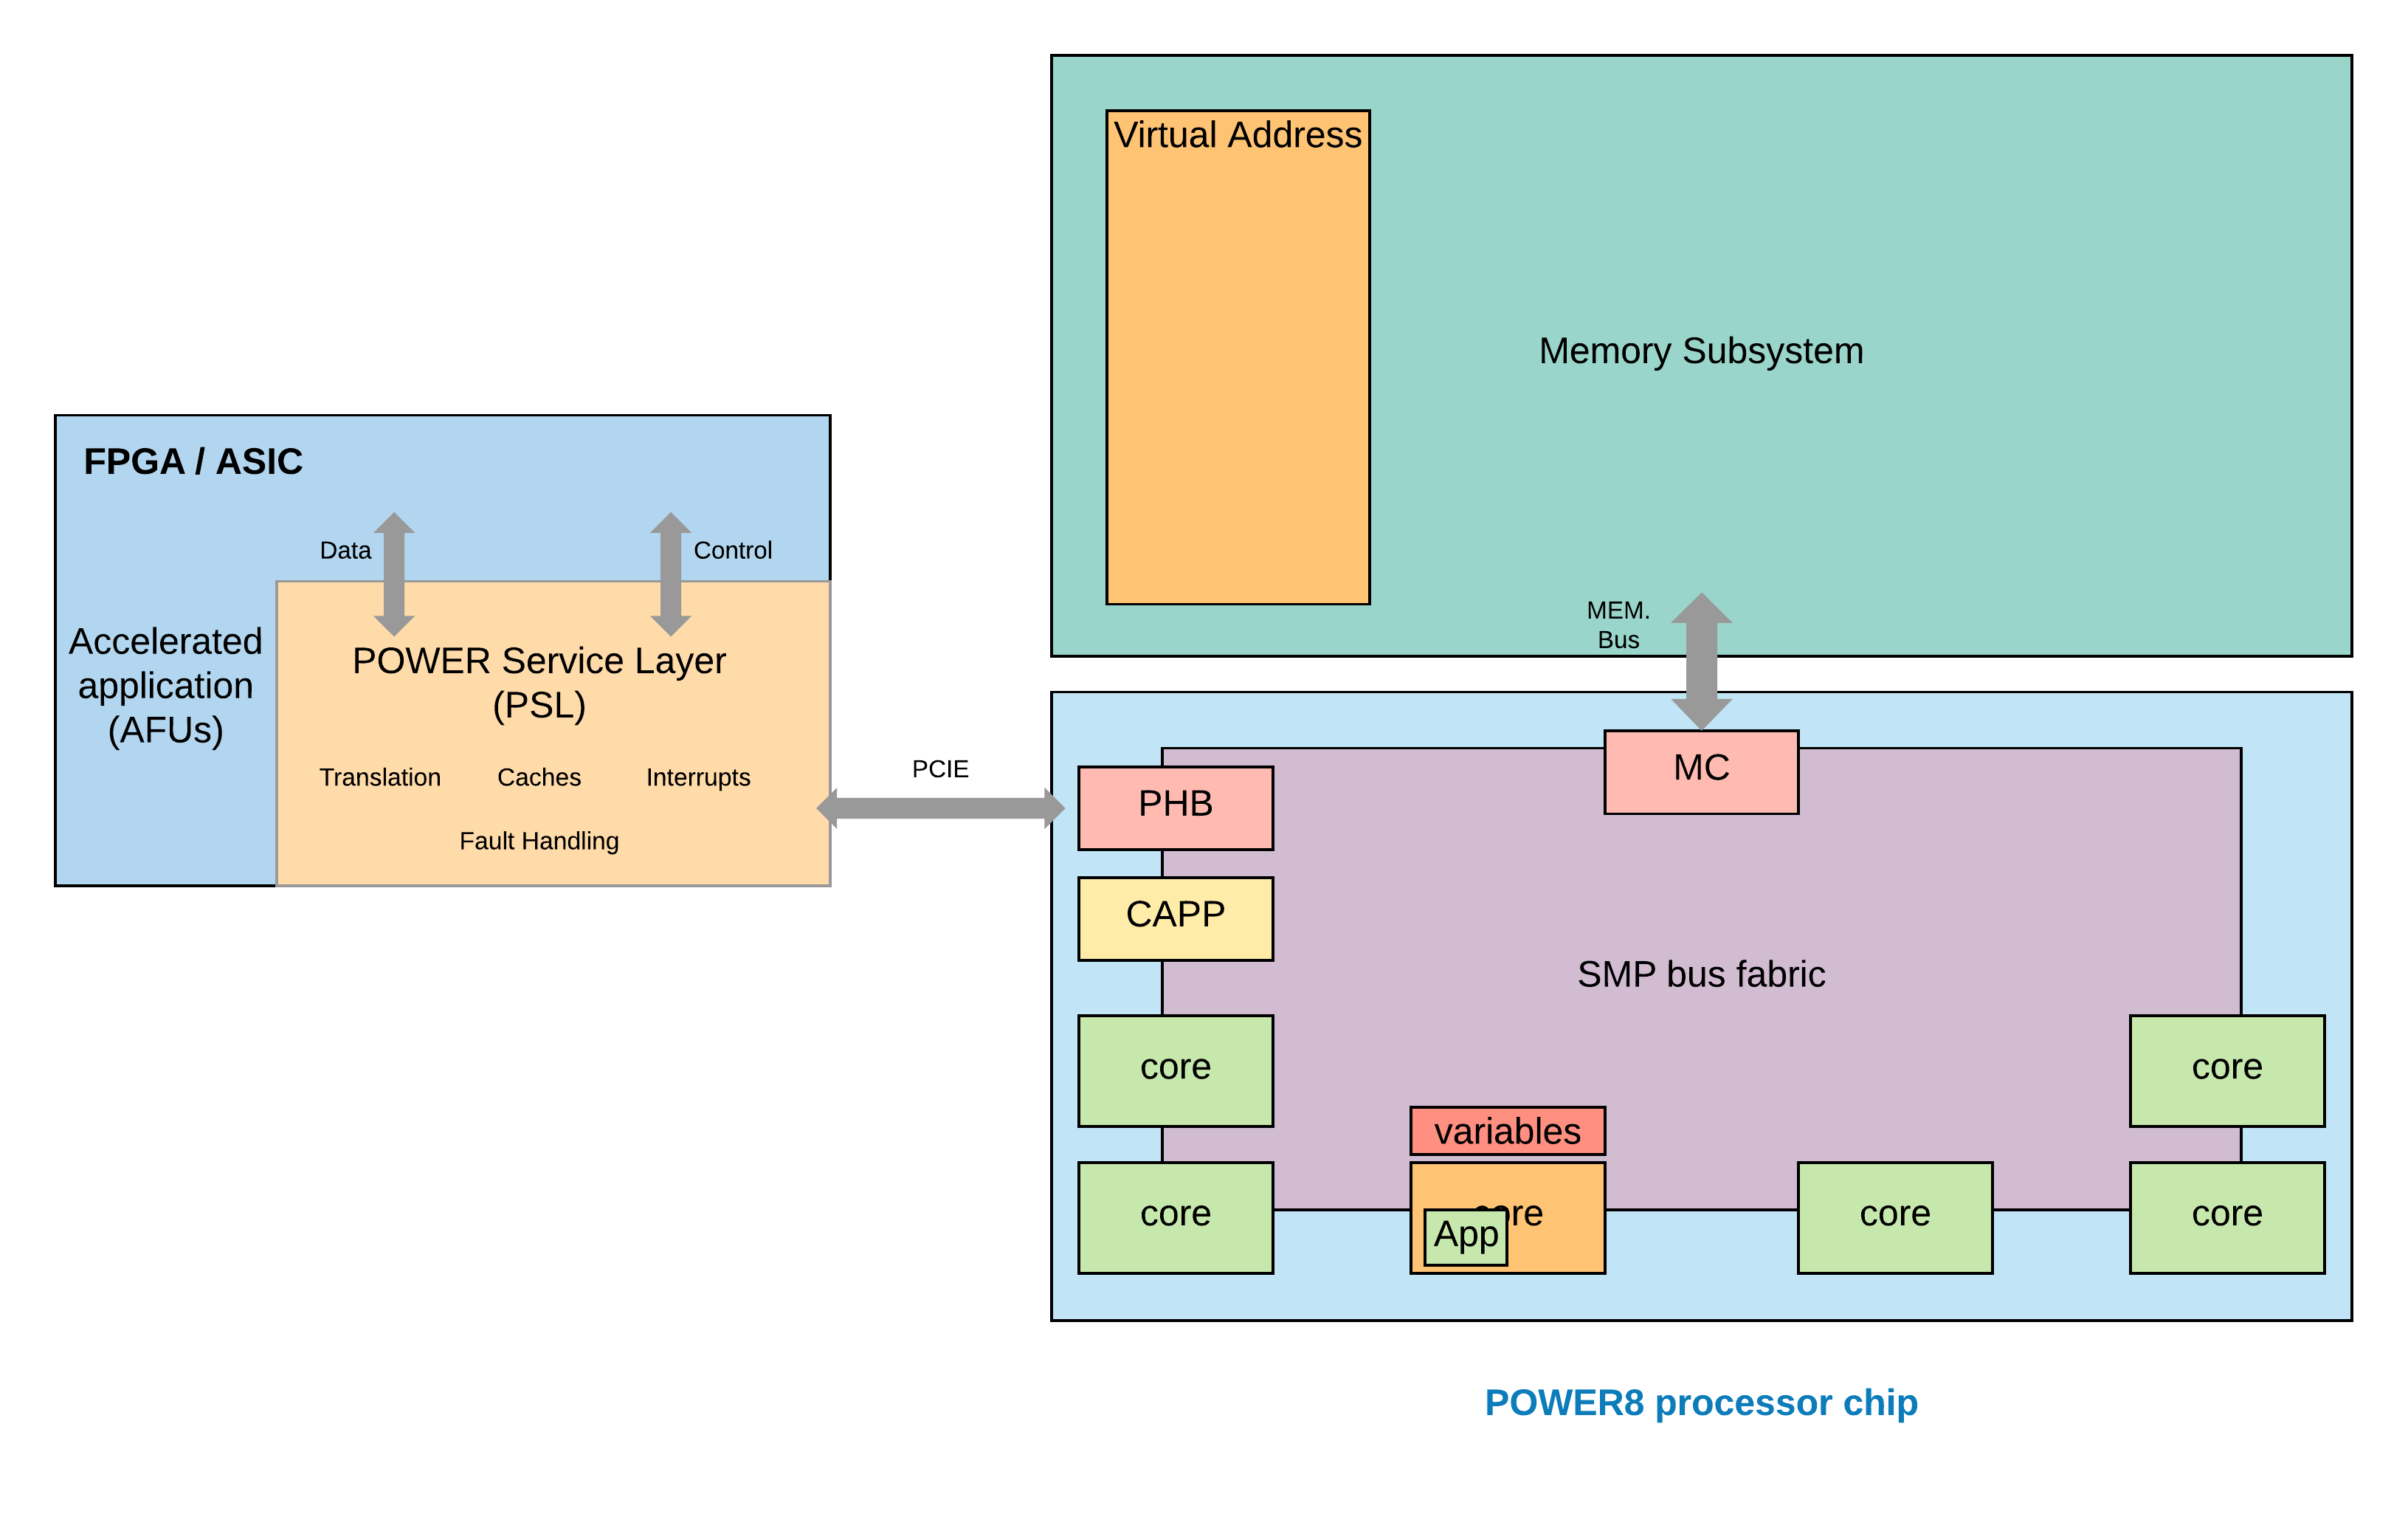 Virtual Address
Memory Subsystem
MEM.
Bus
FPGA / ASIC
Data
Control
Accelerated
application
(AFUs)
POWER Service Layer
(PSL)
Translation
Caches
Interrupts
Fault Handling
PCIE
PHB
MC
CAPP
SMP bus fabric
core
core
variables
core
core
App
core
core
POWER8 processor chip